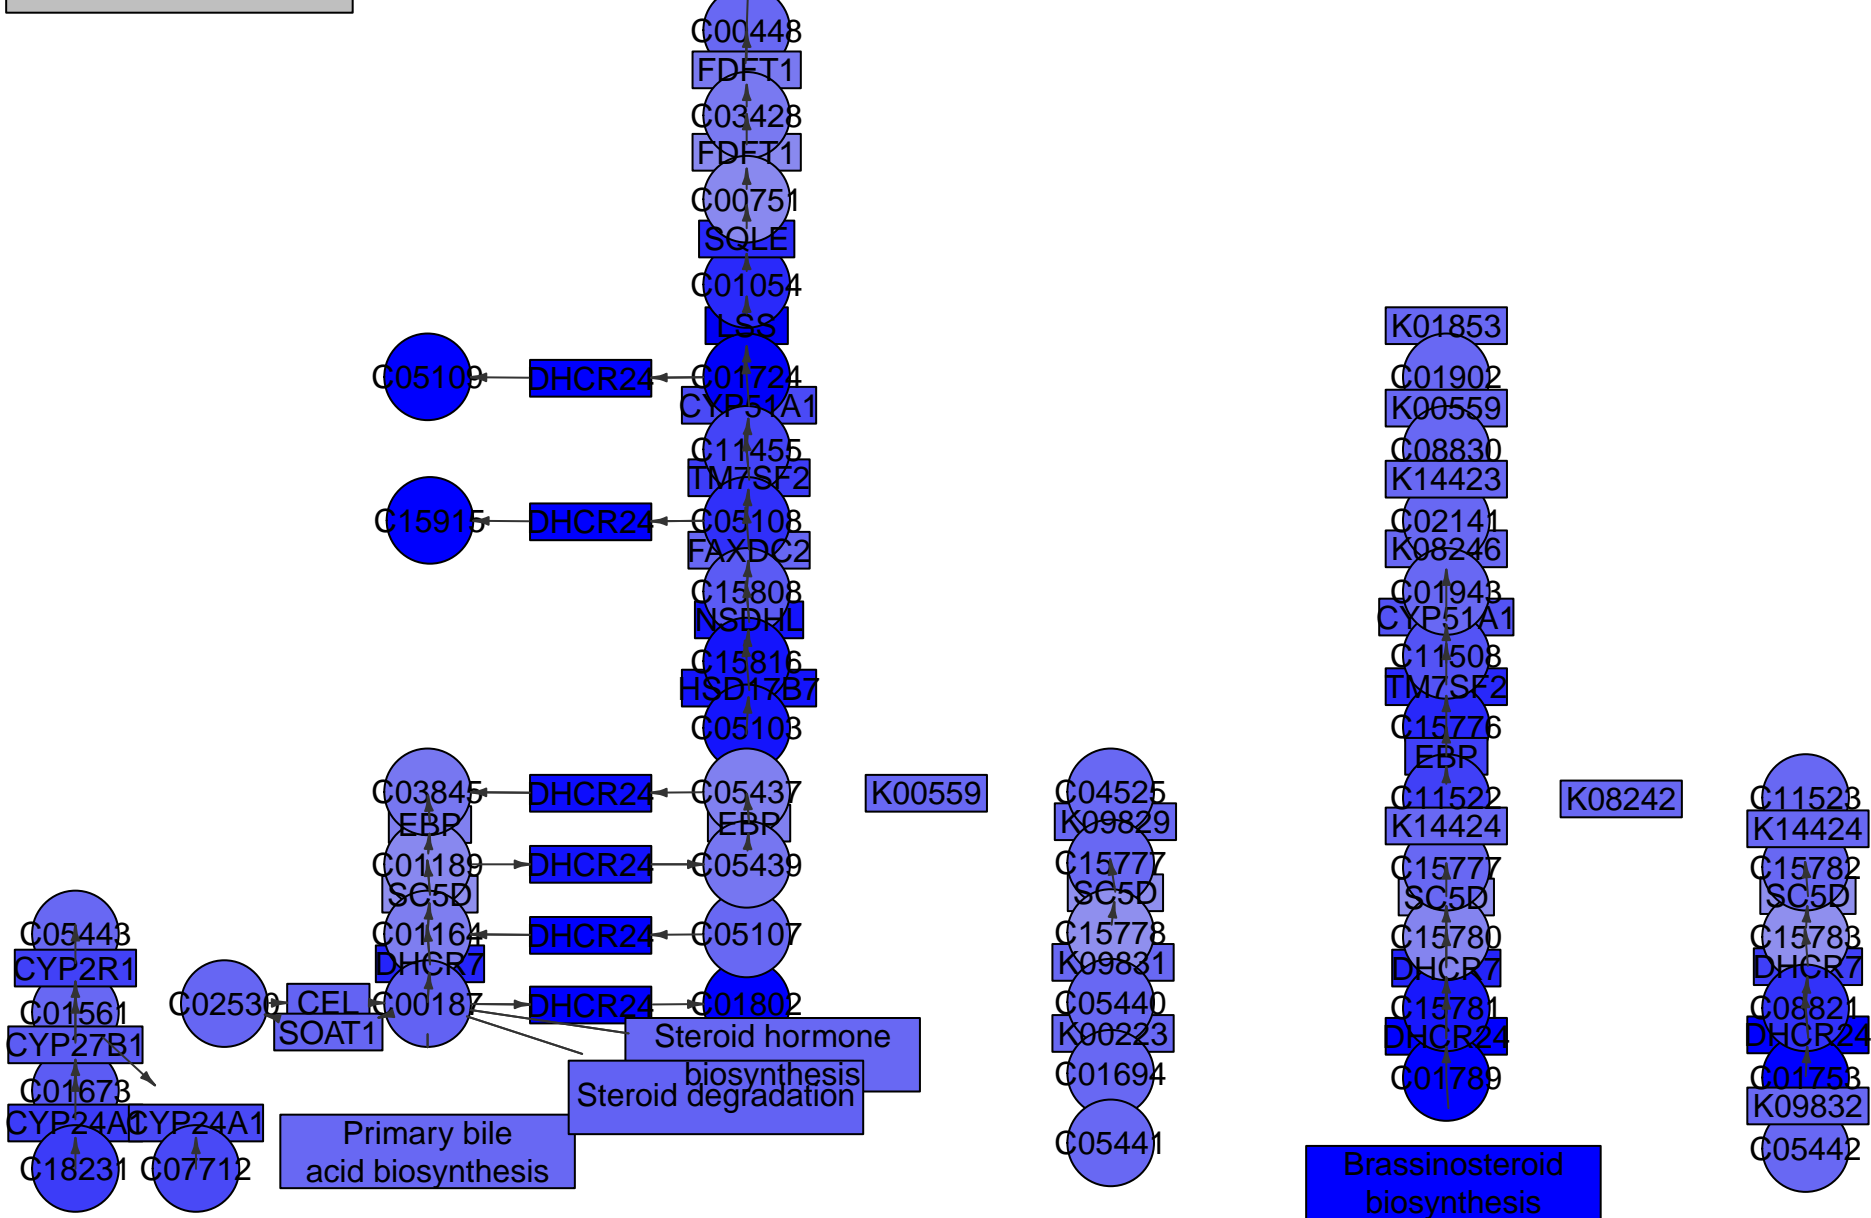 C00448
FDFT1
C03428
FDFT1
C00751
SQLE
C01054
LSS
C05109
DHCR24
C01724
CYP51A1
C11455
TM7SF2
C15915
DHCR24
C05108
FAXDC2
C15808
NSDHL
C15816
HSD17B7
C05103
C03845
DHCR24
C05437
EBP
EBP
C01189
DHCR24
C05439
SC5D
C01164
DHCR24
C05107
DHCR7
C02530
CEL
C00187
DHCR24
C01802
SOAT1
Steroid hormone
biosynthesis
Steroid degradation
Primary bile
acid biosynthesis
C05443
CYP2R1
C01561
CYP27B1
C01673
CYP24A1
CYP24A1
C18231
C07712
K00559
C04525
K09829
C15777
SC5D
C15778
K09831
C05440
K00223
C01694
C05441
K01853
C01902
K00559
C08830
K14423
C02141
K08246
C01943
CYP51A1
C11508
TM7SF2
C15776
EBP
C11522
K14424
C15777
SC5D
C15780
DHCR7
C15781
DHCR24
C01789
Brassinosteroid
biosynthesis
K08242
C11523
K14424
C15782
SC5D
C15783
DHCR7
C08821
DHCR24
C01753
K09832
C05442